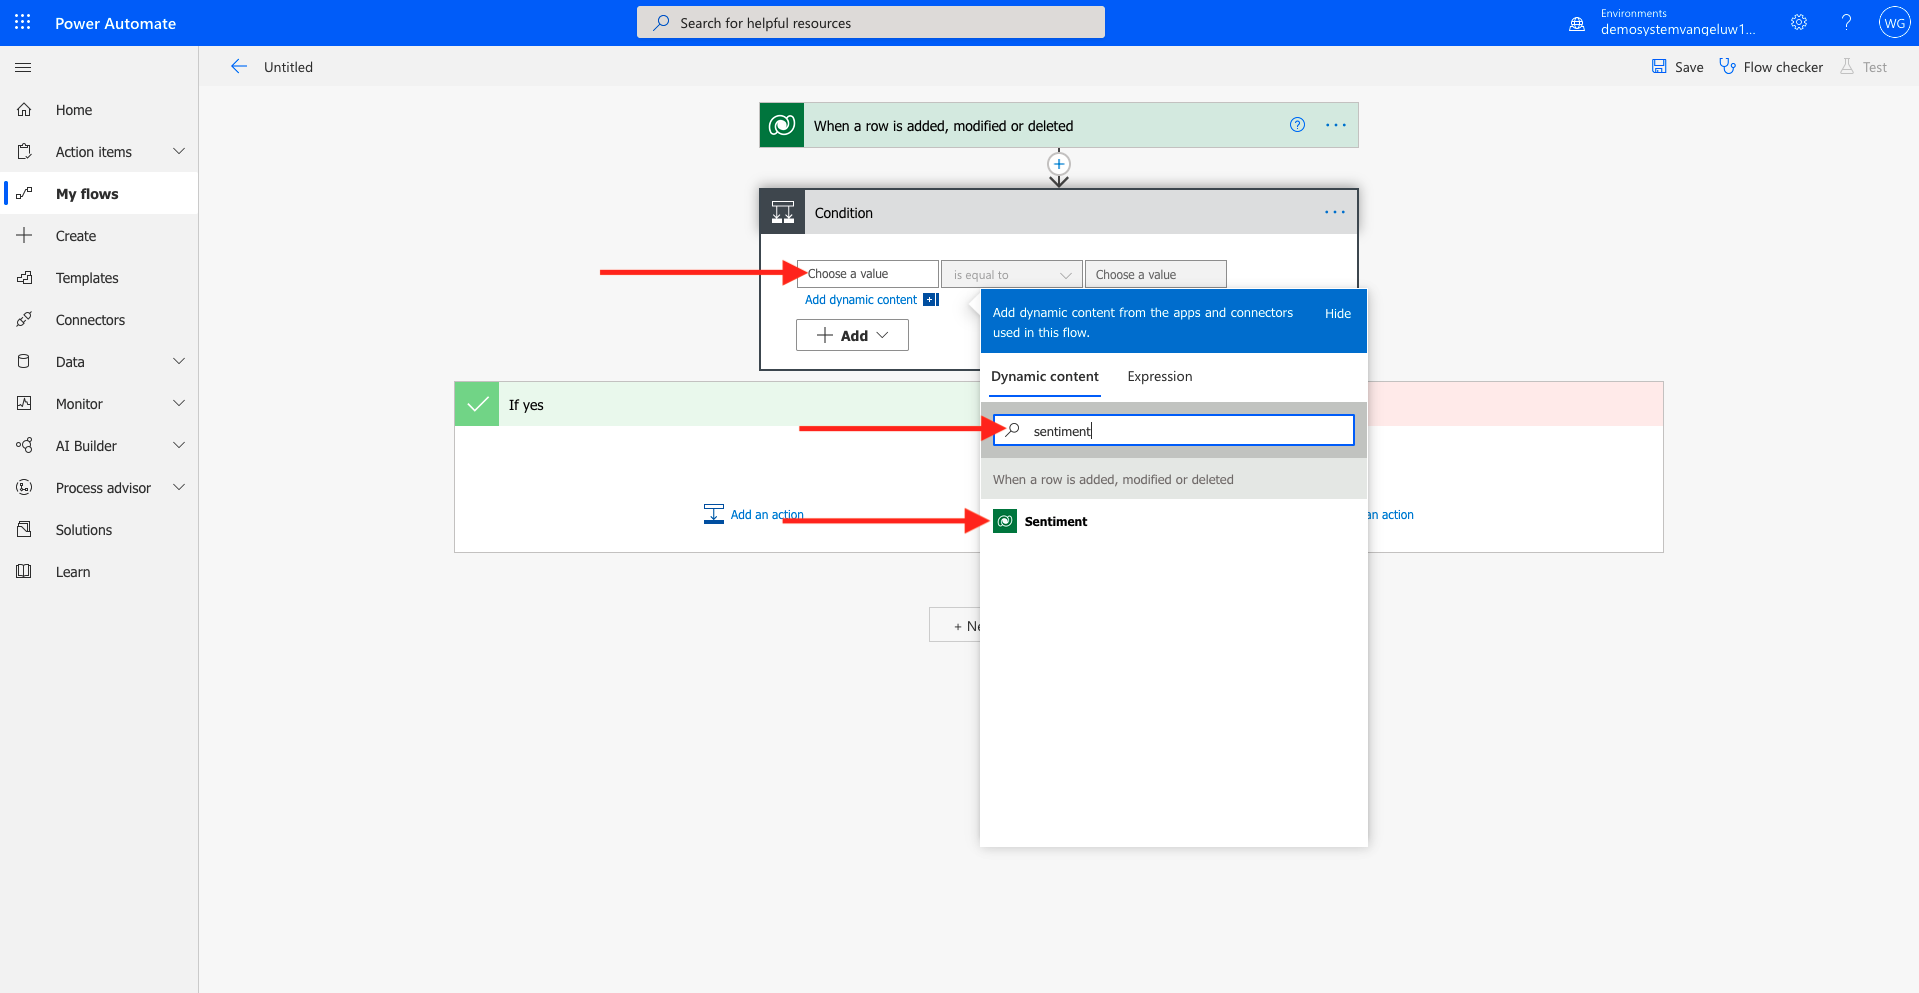 Power Automate
Search for helpful resources
Environments
demosystemvangeluw1...
WG
Untitled
Save
Flow checker
Test
Home
Action items
My flows
Create
Templates
Connectors
Data
Monitor
AI Builder
Process advisor
Solutions
Learn
When a row is added, modified or deleted
Condition
Choose a value
is equal to
Choose a value
Add dynamic content
Add
Add dynamic content from the apps and connectors
used in this flow.
Hide
Dynamic content
Expression
sentiment
When a row is added, modified or deleted
Sentiment
If yes
Add an action
an action
+ Ne